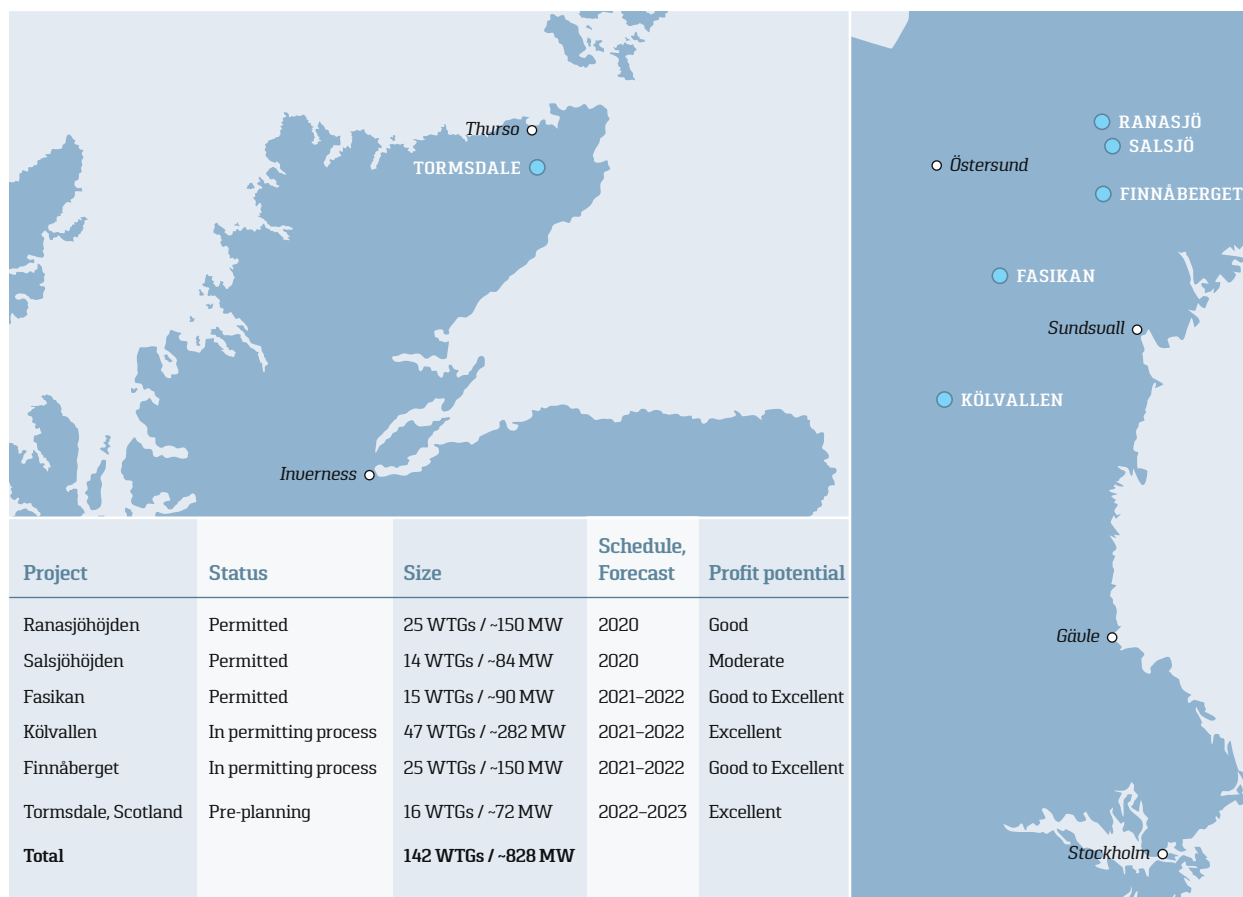 Thurso
TORMSDALE
Inverness
RANASJÖ
SALSJÖ
Östersund
FINNÅBERGET
FASIKAN
Sundsvall
KÖLVALLEN
Gävle
Stockholm
Project Status Size Schedule, Forecast Profit potential
Ranasjöhöjden Permitted 25 WTGs / ~150 MW 2020 Good
Salsjöhöjden Permitted 14 WTGs / ~84 MW 2020 Moderate
Fasikan Permitted 15 WTGs / ~90 MW 2021–2022 Good to Excellent
Kölvallen In permitting process 47 WTGs / ~282 MW 2021–2022 Excellent
Finnåberget In permitting process 25 WTGs / ~150 MW 2021–2022 Good to Excellent
Tormsdale, Scotland Pre-planning 16 WTGs / ~72 MW 2022–2023 Excellent
Total 142 WTGs / ~828 MW